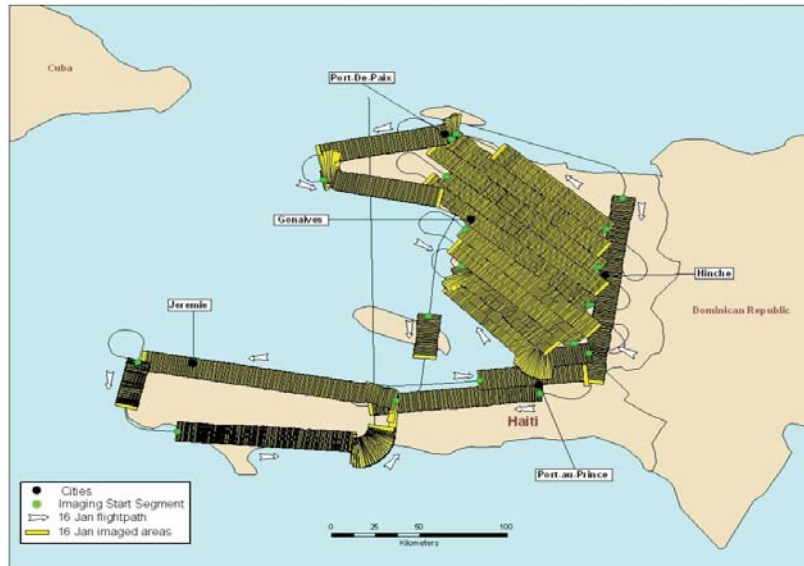 Cuba
Port-De-Paix
Gonaives
Hinche
Jeremie
Dominican Republic
Haiti
Port-au-Prince
Cities
Imaging Start Segment
16 Jan flightpath
16 Jan imaged areas
0 25 50 100
Kilometers